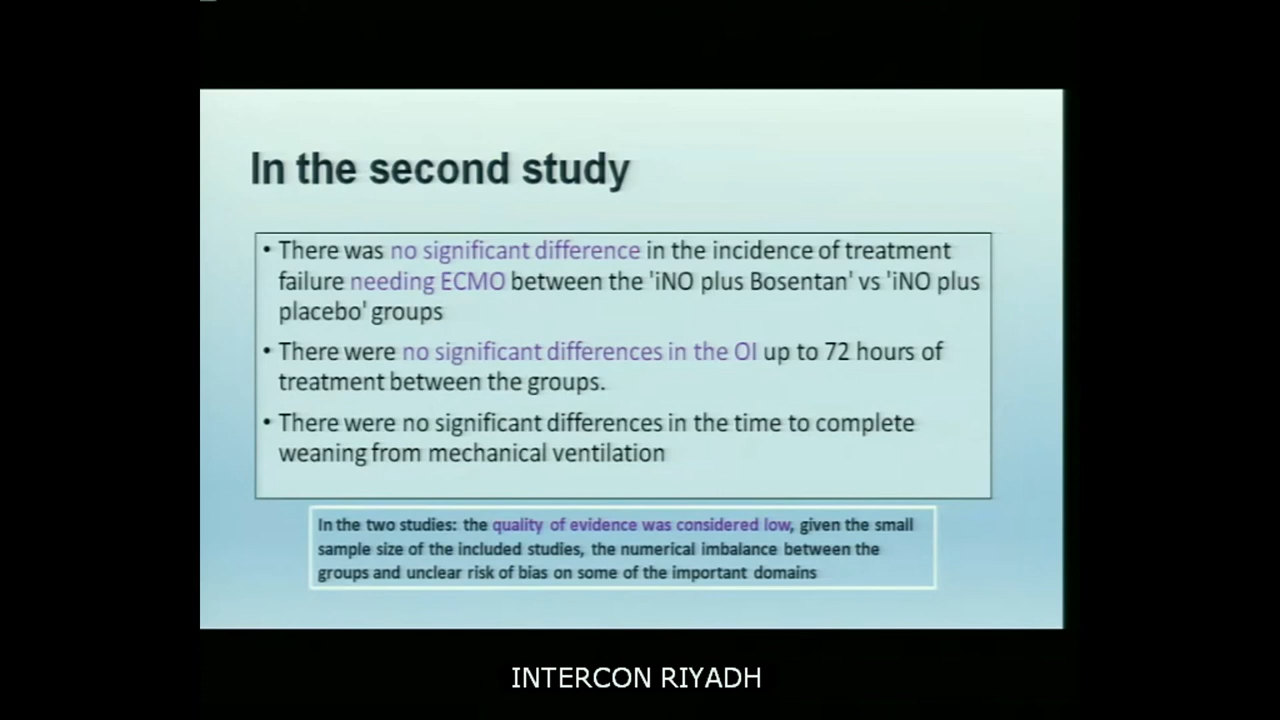 In the second study
• There was no significant difference in the incidence of treatment
failure needing ECMO between the 'iNO plus Bosentan' vs 'iNO plus
placebo' groups
• There were no significant differences in the OI up to 72 hours of
treatment between the groups.
• There were no significant differences in the time to complete
weaning from mechanical ventilation
In the two studies: the quality of evidence was considered low, given the small
sample size of the included studies, the numerical imbalance between the
groups and unclear risk of bias on some of the important domains
INTERCON RIYADH